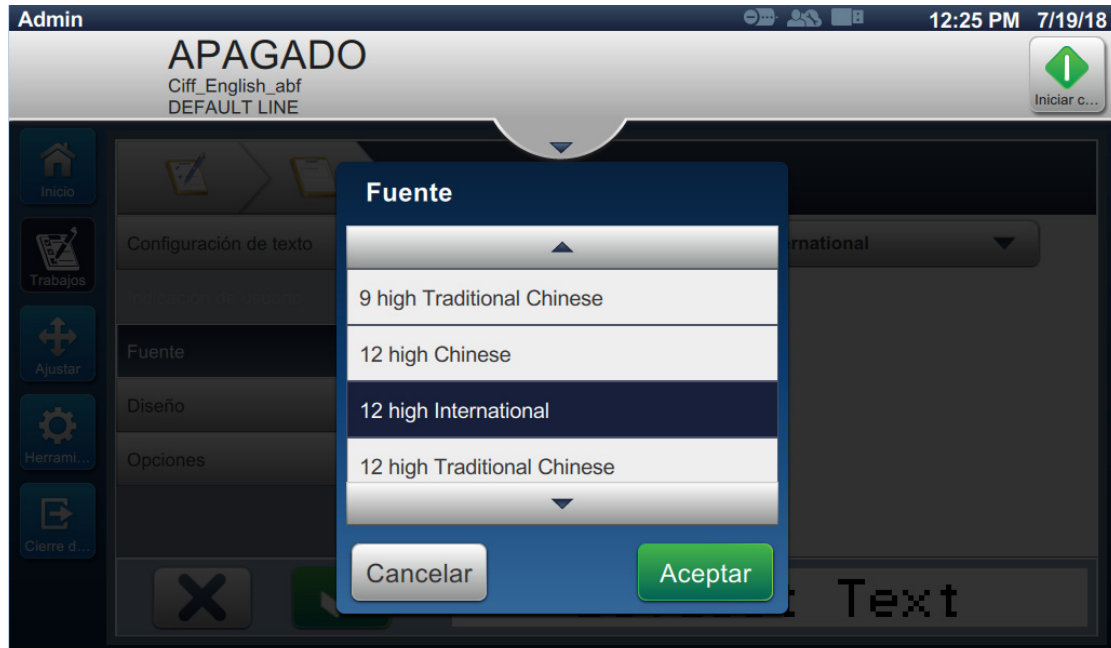 Admin
12:25 PM 7/19/18
APAGADO
Ciff_English_abf
DEFAULT LINE
Iniciar c...
Inicio
Trabajos
Ajustar
Herrami...
Cierre d...
Configuración de texto
Fuente
Diseño
Opciones
Fuente
9 high Traditional Chinese
12 high Chinese
12 high International
12 high Traditional Chinese
Cancelar
Aceptar
Text